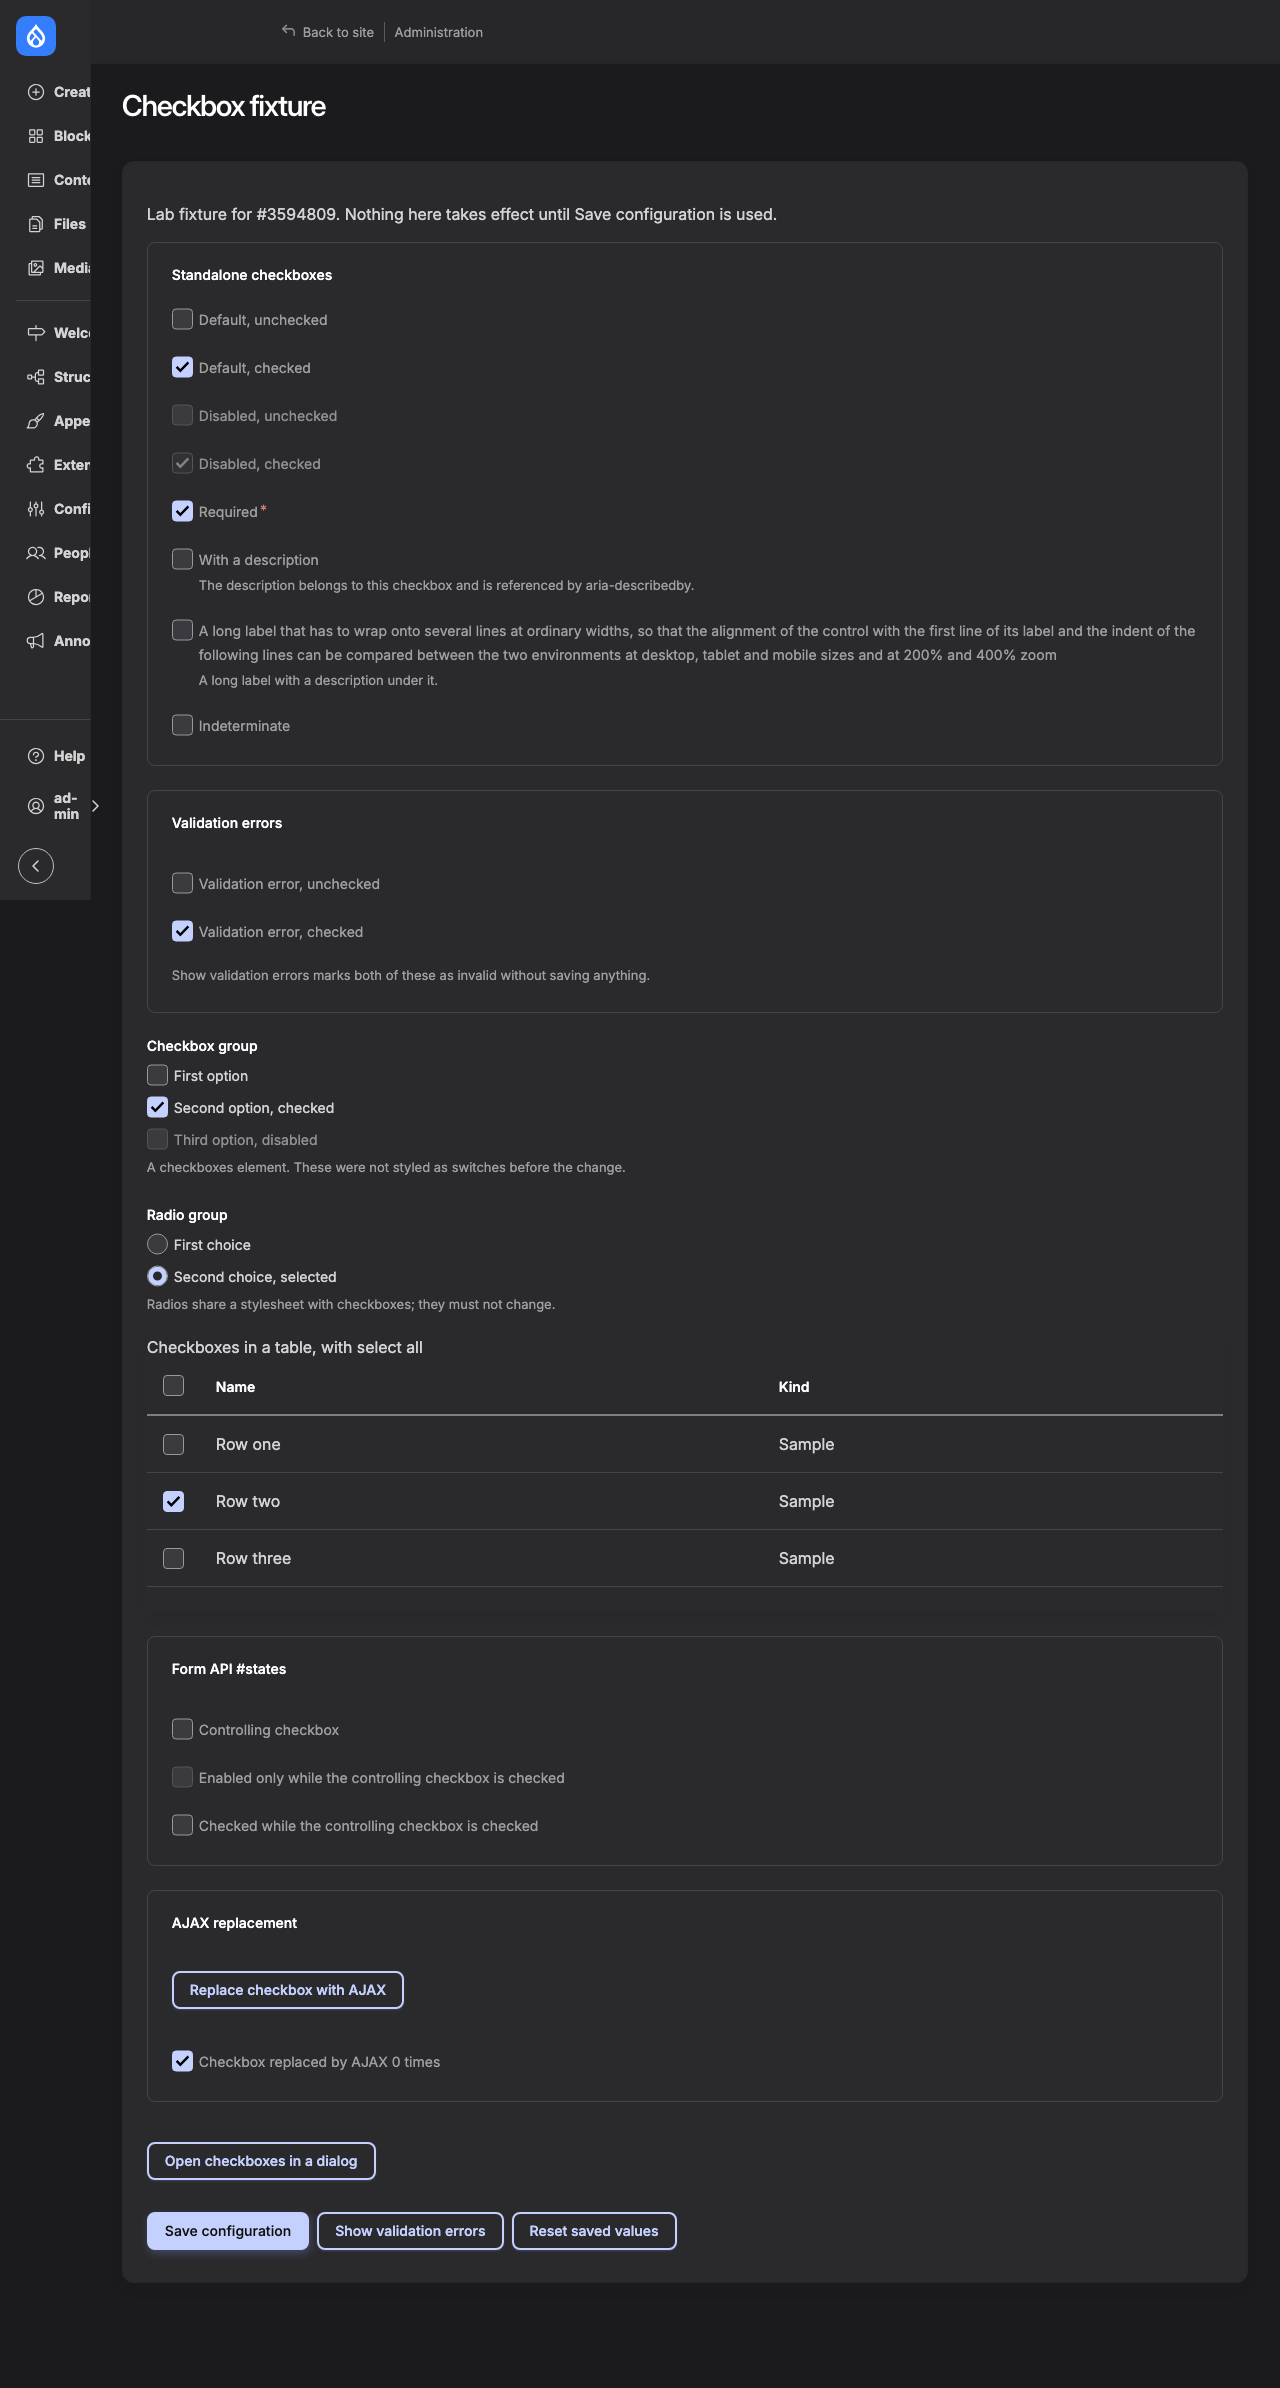 Back to site
Administration
Creat
Block
Conte
Files
Media
Welco
Struc
Appe
Exten
Confi
Peopl
Repor
Anno
Help
ad-
min
Checkbox fixture
Lab fixture for #3594809. Nothing here takes effect until Save configuration is used.
Standalone checkboxes
Default, unchecked
Default, checked
Disabled, unchecked
Disabled, checked
Required*
With a description
The description belongs to this checkbox and is referenced by aria-describedby.
A long label that has to wrap onto several lines at ordinary widths, so that the alignment of the control with the first line of its label and the indent of the
following lines can be compared between the two environments at desktop, tablet and mobile sizes and at 200% and 400% zoom
A long label with a description under it.
Indeterminate
Validation errors
Validation error, unchecked
Validation error, checked
Show validation errors marks both of these as invalid without saving anything.
Checkbox group
First option
Second option, checked
Third option, disabled
A checkboxes element. These were not styled as switches before the change.
Radio group
First choice
Second choice, selected
Radios share a stylesheet with checkboxes; they must not change.
Checkboxes in a table, with select all
Name Kind
Row one Sample
Row two Sample
Row three Sample
Form API #states
Controlling checkbox
Enabled only while the controlling checkbox is checked
Checked while the controlling checkbox is checked
AJAX replacement
Replace checkbox with AJAX
Checkbox replaced by AJAX 0 times
Open checkboxes in a dialog
Save configuration Show validation errors Reset saved values